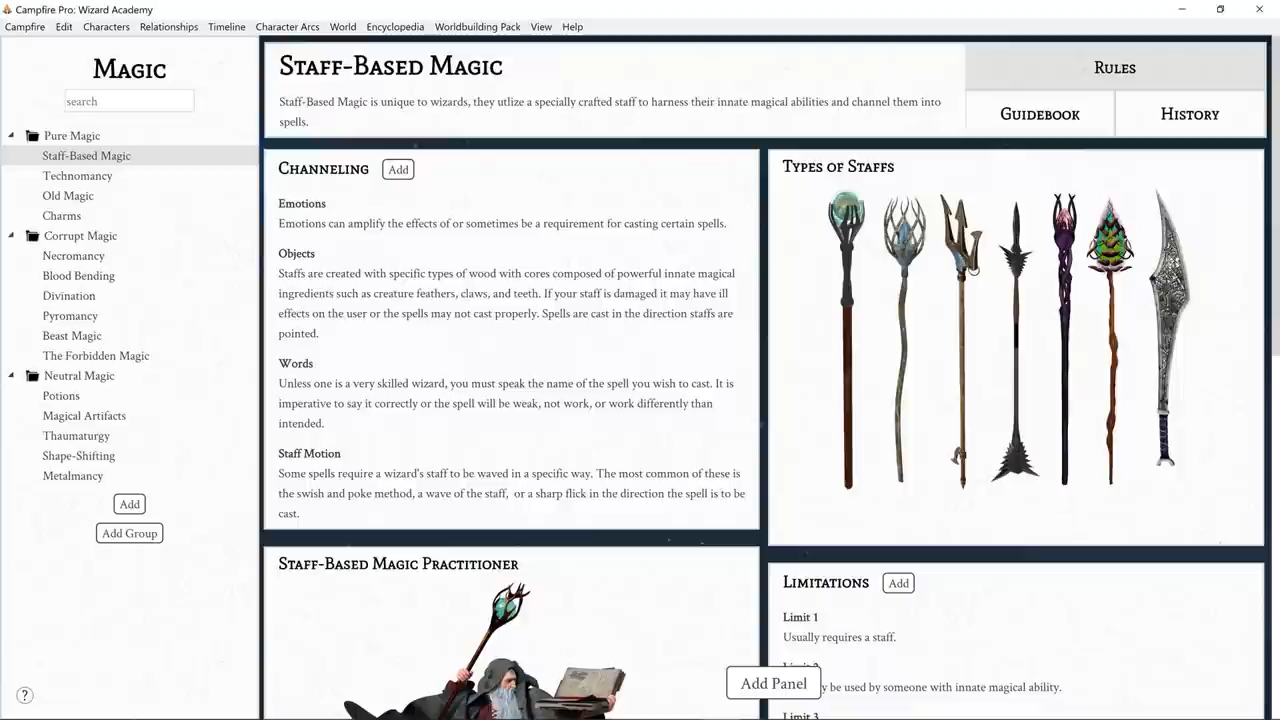 Campfire Pro: Wizard Academy
Campfire Edit Characters Relationships Timeline Character Arcs World Encyclopedia Worldbuilding Pack View Help
Magic
search
Pure Magic
Staff-Based Magic
Technomancy
Old Magic
Charms
Corrupt Magic
Necromancy
Blood Bending
Divination
Pyromancy
Beast Magic
The Forbidden Magic
Neutral Magic
Potions
Magical Artifacts
Thaumaturgy
Shape-Shifting
Metalmancy
Add
Add Group
?
Staff-Based Magic
Staff-Based Magic is unique to wizards, they utlize a specially crafted staff to harness their innate magical abilities and channel them into
spells.
Rules
Guidebook History
Channeling Add
Emotions
Emotions can amplify the effects of or sometimes be a requirement for casting certain spells.
Objects
Staffs are created with specific types of wood with cores composed of powerful innate magical
ingredients such as creature feathers, claws, and teeth. If your staff is damaged it may have ill
effects on the user or the spells may not cast properly. Spells are cast in the direction staffs are
pointed.
Words
Unless one is a very skilled wizard, you must speak the name of the spell you wish to cast. It is
imperative to say it correctly or the spell will be weak, not work, or work differently than
intended.
Staff Motion
Some spells require a wizard's staff to be waved in a specific way. The most common of these is
the swish and poke method, a wave of the staff, or a sharp flick in the direction the spell is to be
cast.
Types of Staffs
Staff-Based Magic Practitioner
Limitations Add
Limit 1
Usually requires a staff.
be used by someone with innate magical ability.
Limit 3
Add Panel